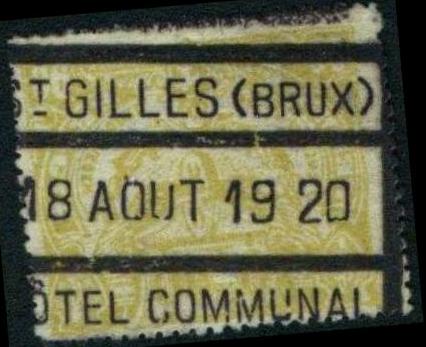 ST GILLES (BRUX)
18 AOUT 19 20
OTEL COMMUNAL